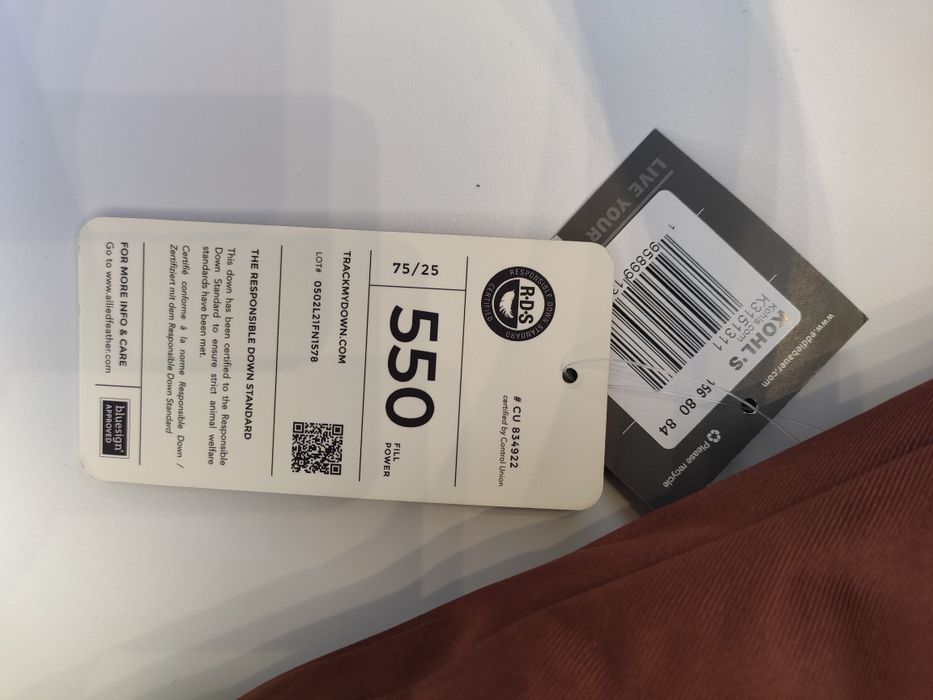 RESPONSIBLE DOWN STANDARD
R·D·S
CERTIFIED
# CU 834922
certified by Control Union
75/25
550
FILL
POWER
TRACKMYDOWN.COM
LOT# 0502L21FN1578
THE RESPONSIBLE DOWN STANDARD
This down has been certified to the Responsible
Down Standard to ensure strict animal welfare
standards have been met.
Certifié conforme à la norme Responsible Down /
Zertifiziert mit dem Responsible Down Standard
FOR MORE INFO & CARE
Go to www.alliedfeather.com
bluesign®
APPROVED
LIVE YOUR
www.eddiebauer.com
KOHL'S
Kohls.com
K3751311
156 80 84
Please recycle